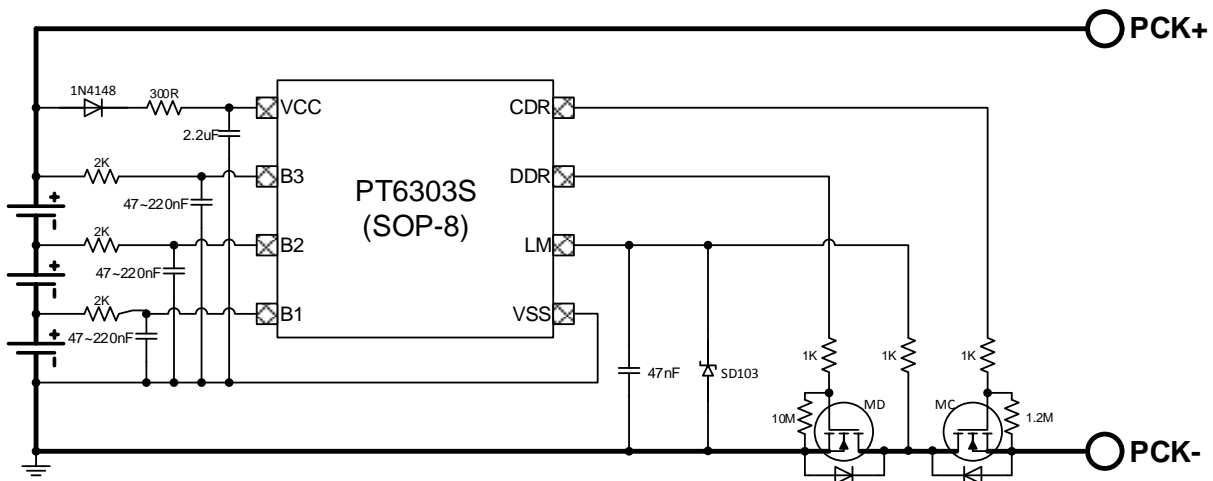 PCK+
1N4148
300R
VCC
CDR
2.2uF
2K
B3
PT6303S
DDR
47~220nF
(SOP-8)
2K
B2
LM
47~220nF
2K
B1
VSS
47~220nF
1K
1K
1K
47nF
SD103
10M
MD
MC
1.2M
PCK-